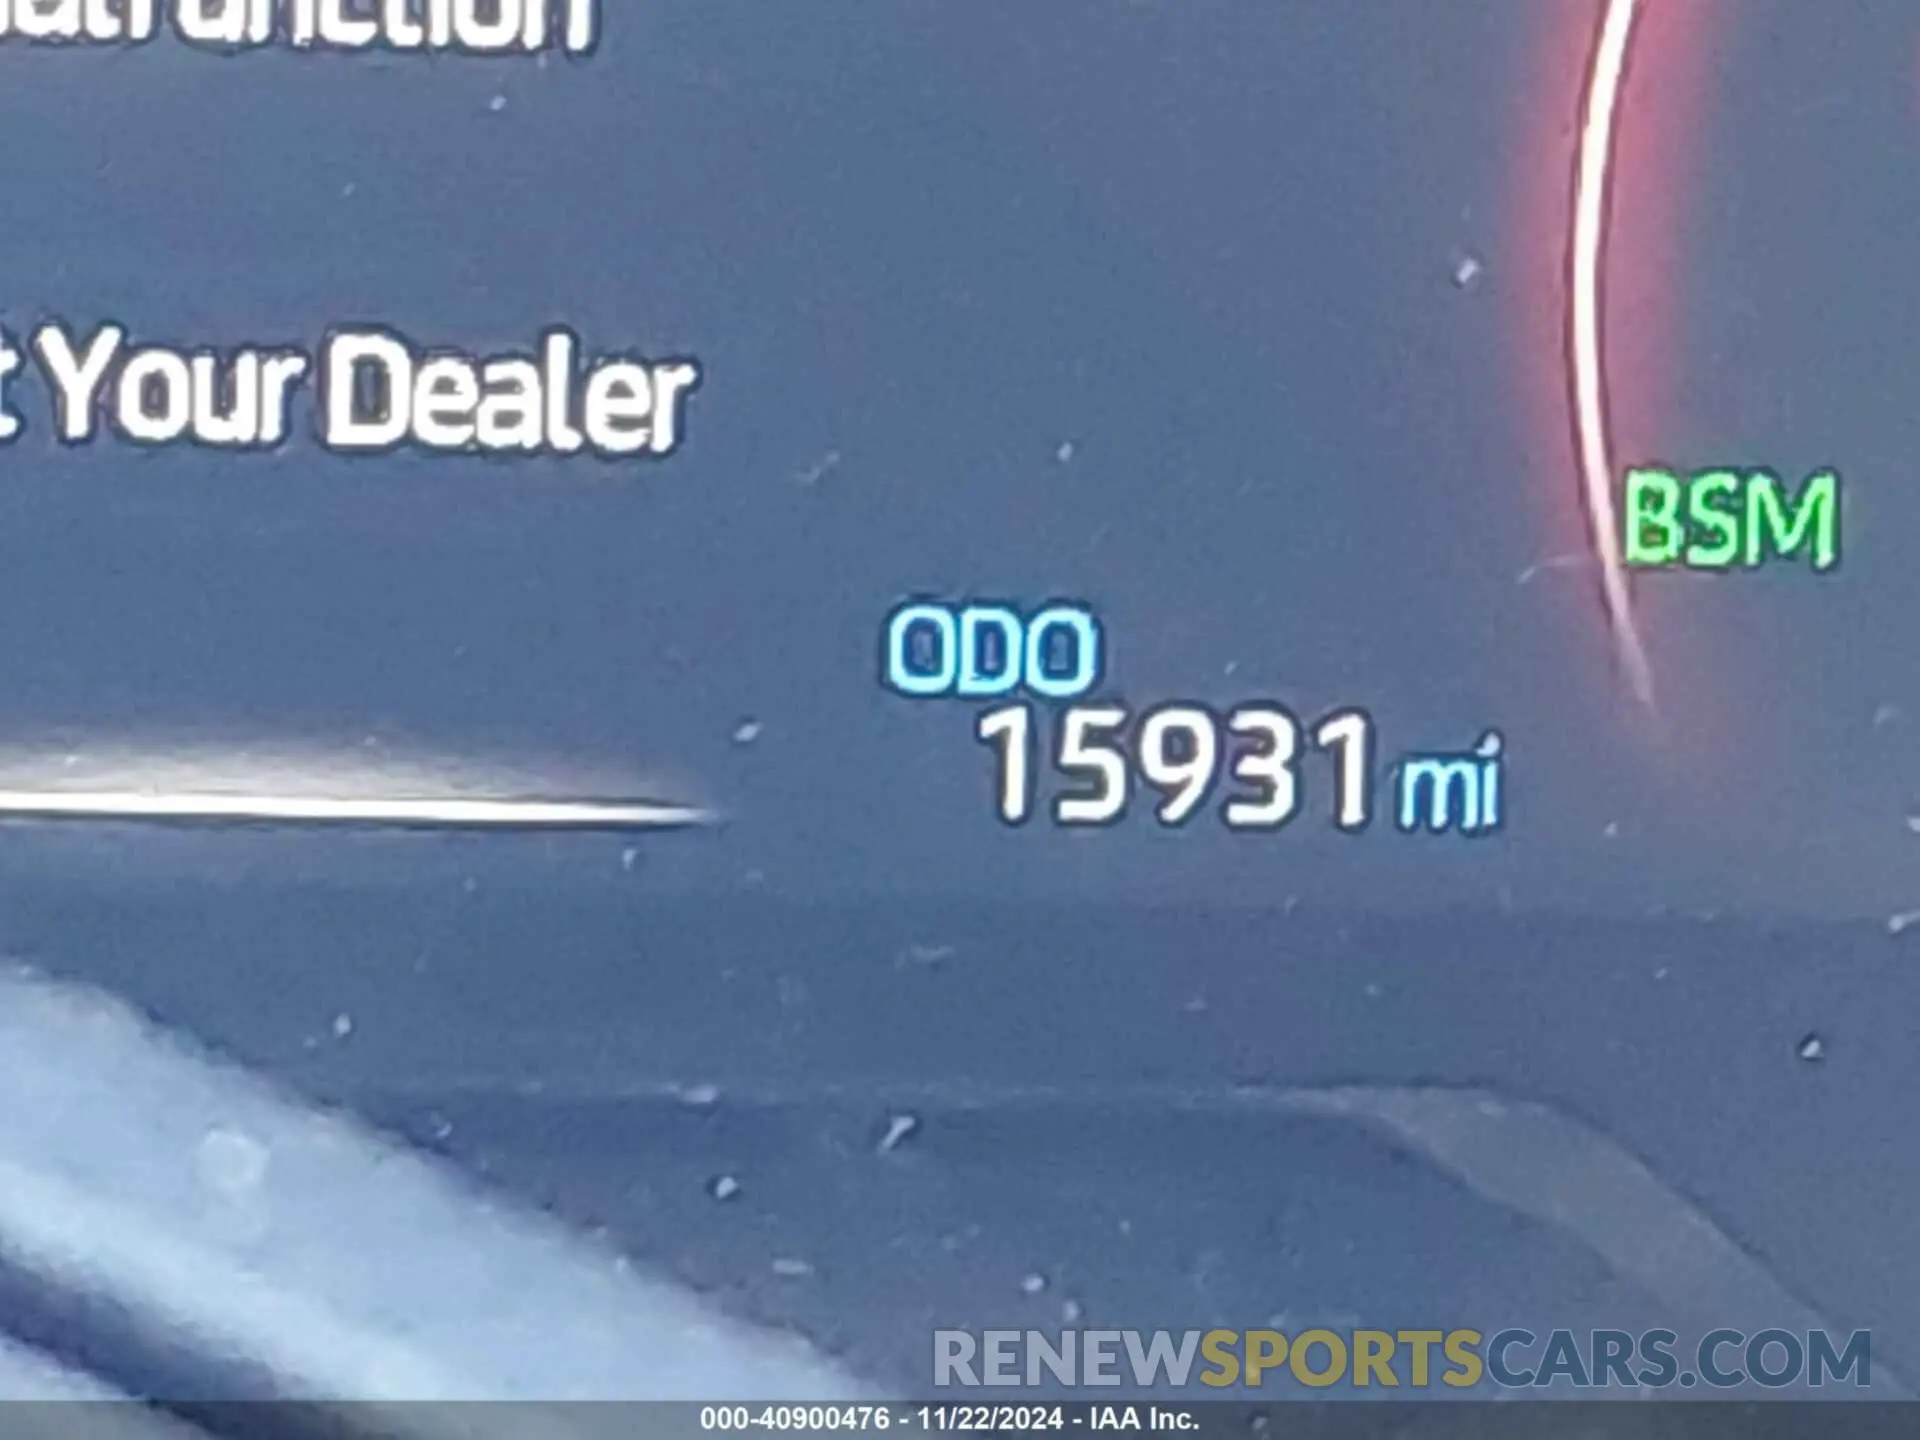 Your Dealer
BSM
ODO
15931 mi
RENEWSPORTSCARS.COM
000-40900476 - 11/22/2024 - IAA Inc.